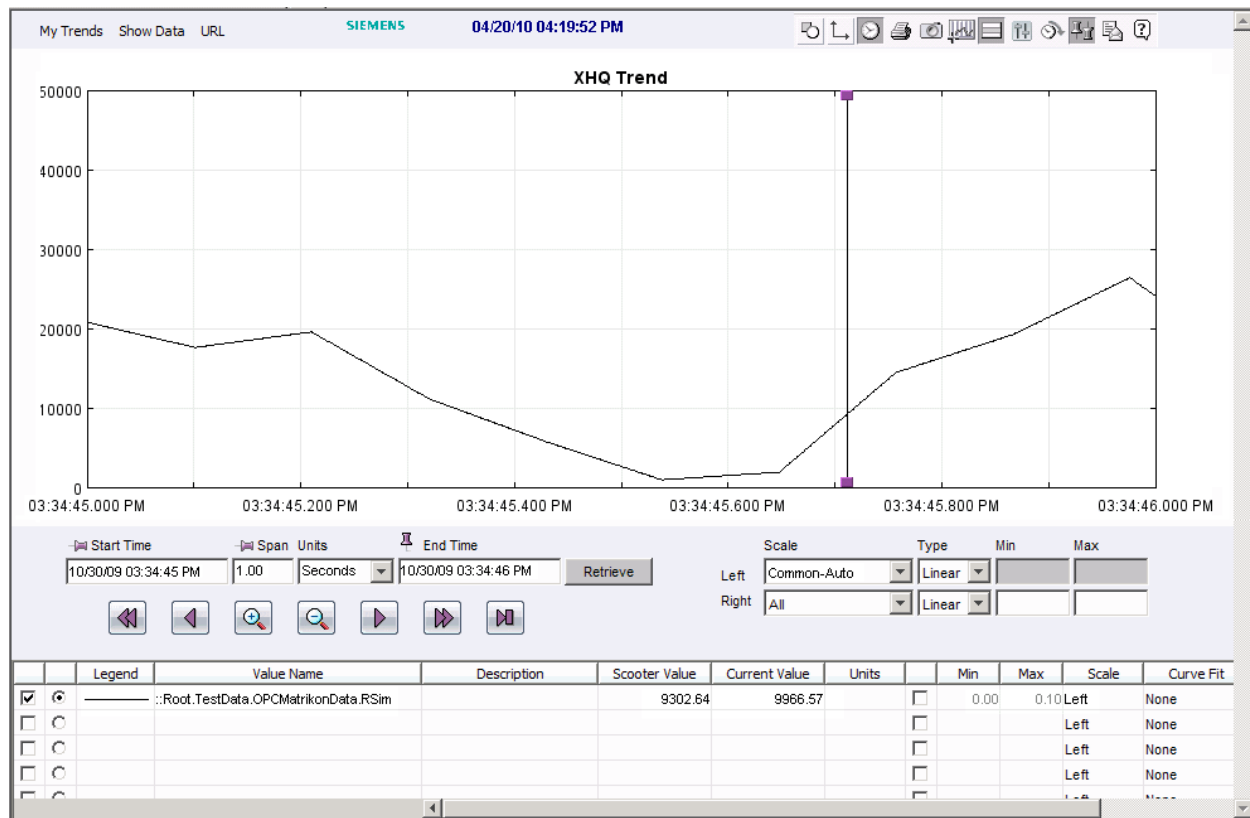 My Trends Show Data URL SIEMENS 04/20/10 04:19:52 PM
XHQ Trend
50000
40000
30000
20000
10000
0
03:34:45.000 PM 03:34:45.200 PM 03:34:45.400 PM 03:34:45.600 PM 03:34:45.800 PM 03:34:46.000 PM
Start Time Span Units End Time Scale Type Min Max
10/30/09 03:34:45 PM 1.00 Seconds 10/30/09 03:34:46 PM Retrieve Left Common-Auto Linear
Right All Linear
Legend Value Name Description Scooter Value Current Value Units Min Max Scale Curve Fit
::Root.TestData.OPCMatrikonData.RSim 9302.64 9966.57 0.00 0.10 Left None
Left None
Left None
Left None